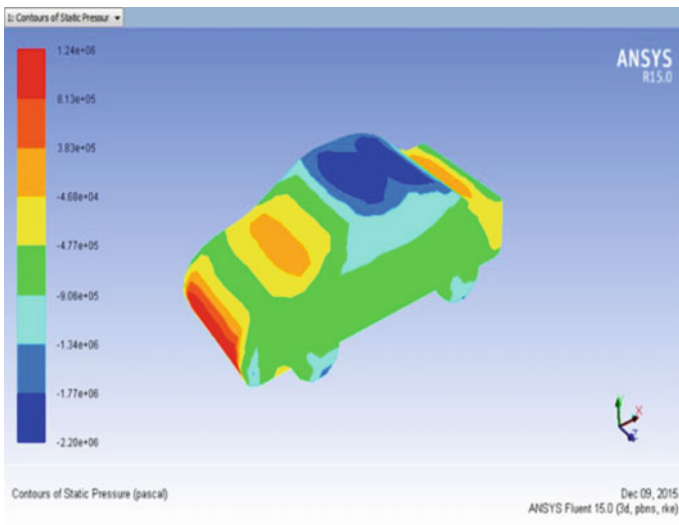 1: Contours of Static Pressur
1.24e+06
8.13e+05
3.83e+05
-4.68e+04
-4.77e+05
-9.06e+05
-1.34e+06
-1.77e+06
-2.20e+06
ANSYS
R15.0
Y
X
Z
Contours of Static Pressure (pascal)
Dec 09, 2015
ANSYS Fluent 15.0 (3d, pbns, rke)